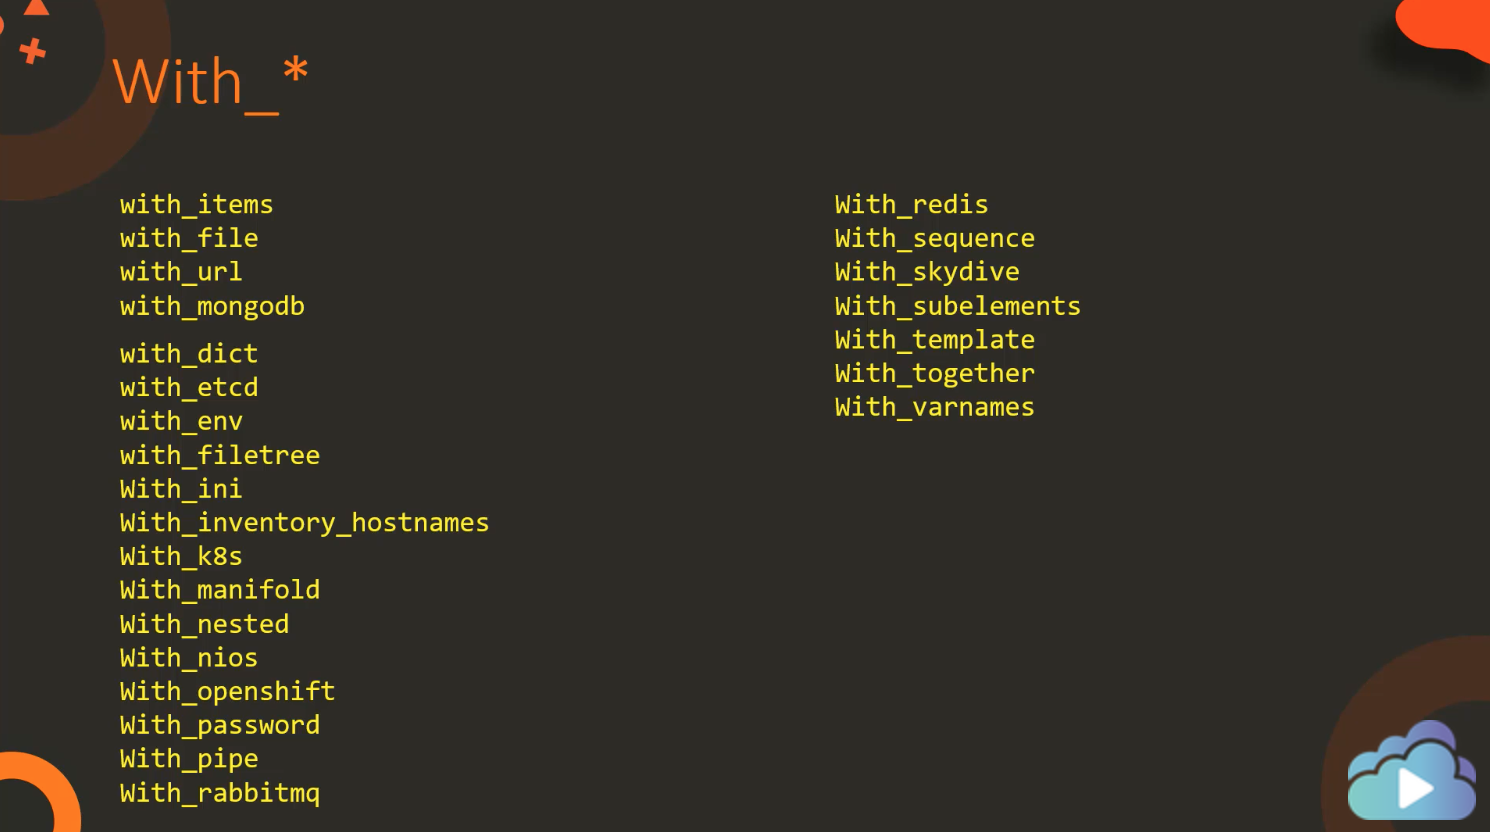 With_*
with_items
with_file
with_url
with_mongodb
with_dict
with_etcd
with_env
with_filetree
With_ini
With_inventory_hostnames
With_k8s
With_manifold
With_nested
With_nios
With_openshift
With_password
With_pipe
With_rabbitmq
With_redis
With_sequence
With_skydive
With_subelements
With_template
With_together
With_varnames